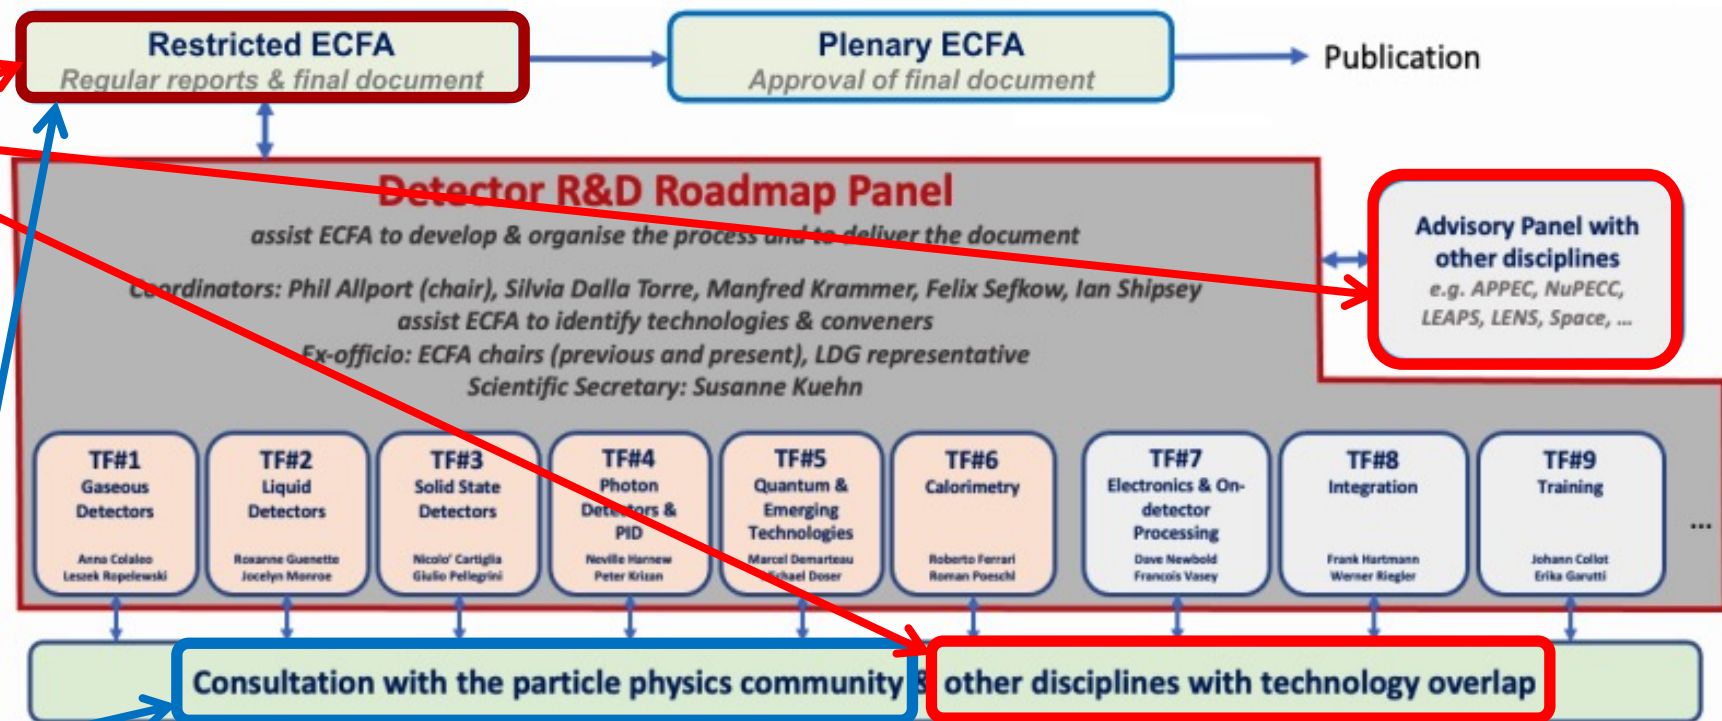 Restricted ECFA
Regular reports & final document
Plenary ECFA
Approval of final document
Publication
Detector R&D Roadmap Panel
assist ECFA to develop & organise the process and to deliver the document
Coordinators: Phil Allport (chair), Silvia Dalla Torre, Manfred Krammer, Felix Sefkow, Ian Shipsey
assist ECFA to identify technologies & conveners
Ex-officio: ECFA chairs (previous and present), LDG representative
Scientific Secretary: Susanne Kuehn
Advisory Panel with
other disciplines
e.g. APPEC, NuPECC,
LEAPS, LENS, Space, ...
TF#1
Gaseous
Detectors
Anna Colaleo
Leszek Ropelewski
TF#2
Liquid
Detectors
Roxanne Guenette
Jocelyn Monroe
TF#3
Solid State
Detectors
Nicolo' Cartiglia
Giulio Pellegrini
TF#4
Photon
Detectors &
PID
Neville Harnew
Peter Krizan
TF#5
Quantum &
Emerging
Technologies
Marcel Demarteau
Michael Doser
TF#6
Calorimetry
Roberto Ferrari
Roman Poeschl
TF#7
Electronics & On-
detector
Processing
Dave Newbold
Francois Vasey
TF#8
Integration
Frank Hartmann
Werner Riegler
TF#9
Training
Johann Collot
Erika Garutti
...
Consultation with the particle physics community & other disciplines with technology overlap